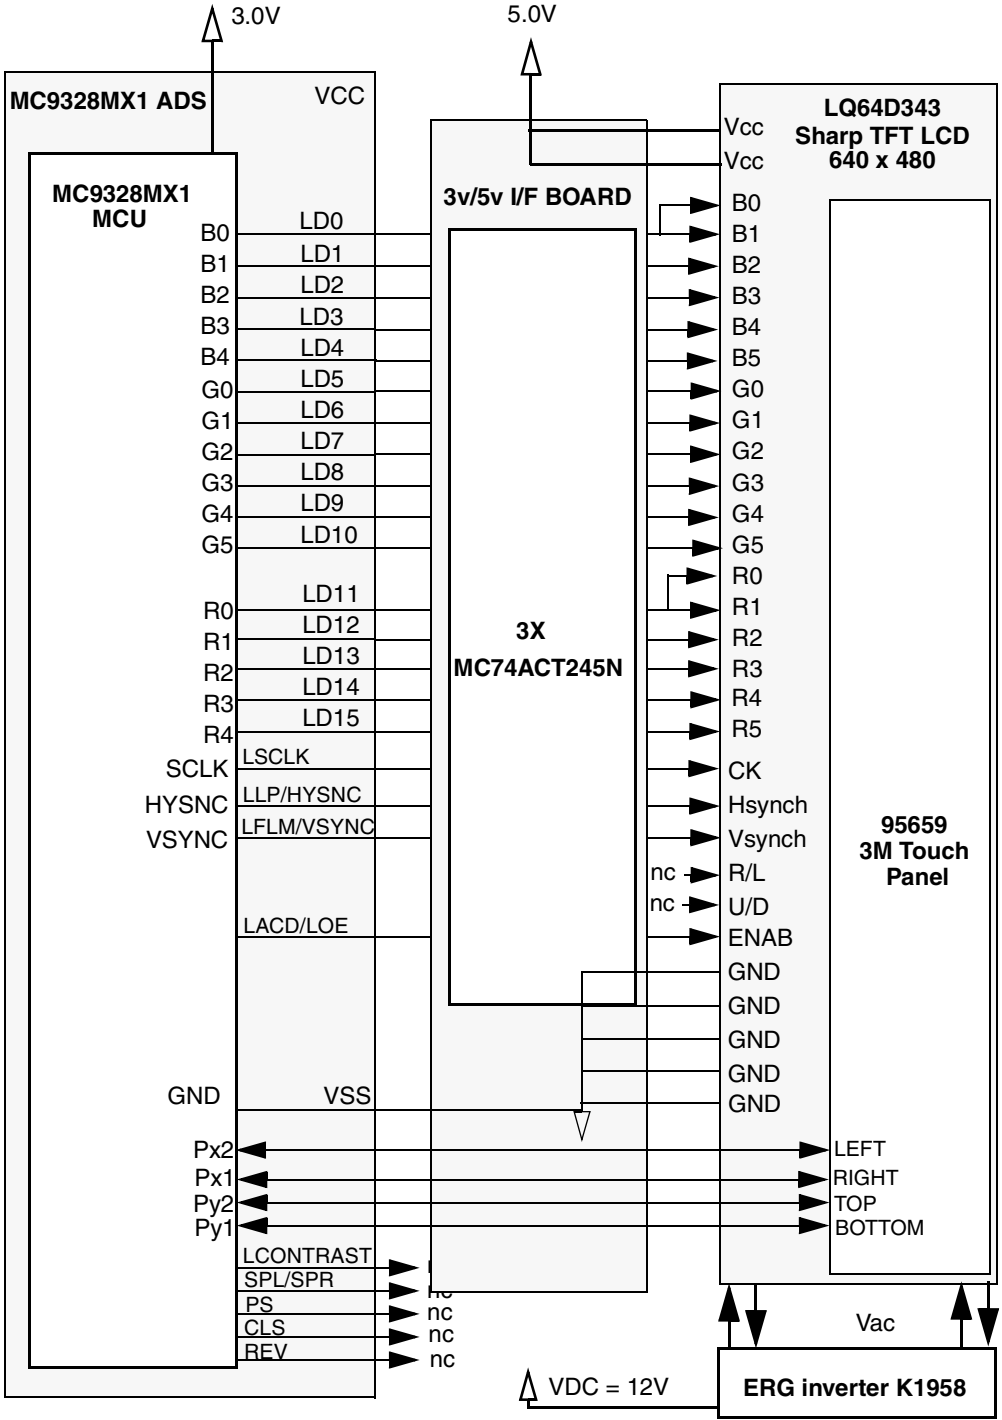 3.0V
5.0V
MC9328MX1 ADS
VCC
MC9328MX1
MCU
B0
B1
B2
B3
B4
G0
G1
G2
G3
G4
G5
R0
R1
R2
R3
R4
SCLK
HYSNC
VSYNC
GND
Px2
Px1
Py2
Py1
LD0
LD1
LD2
LD3
LD4
LD5
LD6
LD7
LD8
LD9
LD10
LD11
LD12
LD13
LD14
LD15
LSCLK
LLP/HYSNC
LFLM/VSYNC
LACD/LOE
VSS
LCONTRAST
SPL/SPR
PS
CLS
REV
nc
nc
nc
nc
3v/5v I/F BOARD
3X
MC74ACT245N
nc
nc
LQ64D343
Sharp TFT LCD
640 x 480
Vcc
Vcc
B0
B1
B2
B3
B4
B5
G0
G1
G2
G3
G4
G5
R0
R1
R2
R3
R4
R5
CK
Hsynch
Vsynch
R/L
U/D
ENAB
GND
GND
GND
GND
GND
95659
3M Touch
Panel
LEFT
RIGHT
TOP
BOTTOM
Vac
VDC = 12V
ERG inverter K1958